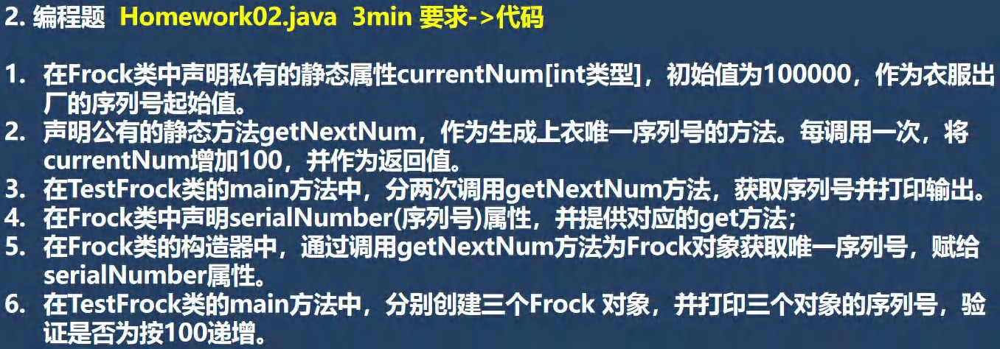 2. 编程题 Homework02.java 3min 要求->代码
1. 在Frock类中声明私有的静态属性currentNum[int类型]，初始值为100000，作为衣服出
厂的序列号起始值。
2. 声明公有的静态方法getNextNum，作为生成上衣唯一序列号的方法。每调用一次，将
currentNum增加100，并作为返回值。
3. 在TestFrock类的main方法中，分两次调用getNextNum方法，获取序列号并打印输出。
4. 在Frock类中声明serialNumber(序列号)属性，并提供对应的get方法；
5. 在Frock类的构造器中，通过调用getNextNum方法为Frock对象获取唯一序列号，赋给
serialNumber属性。
6. 在TestFrock类的main方法中，分别创建三个Frock 对象，并打印三个对象的序列号，验
证是否为按100递增。